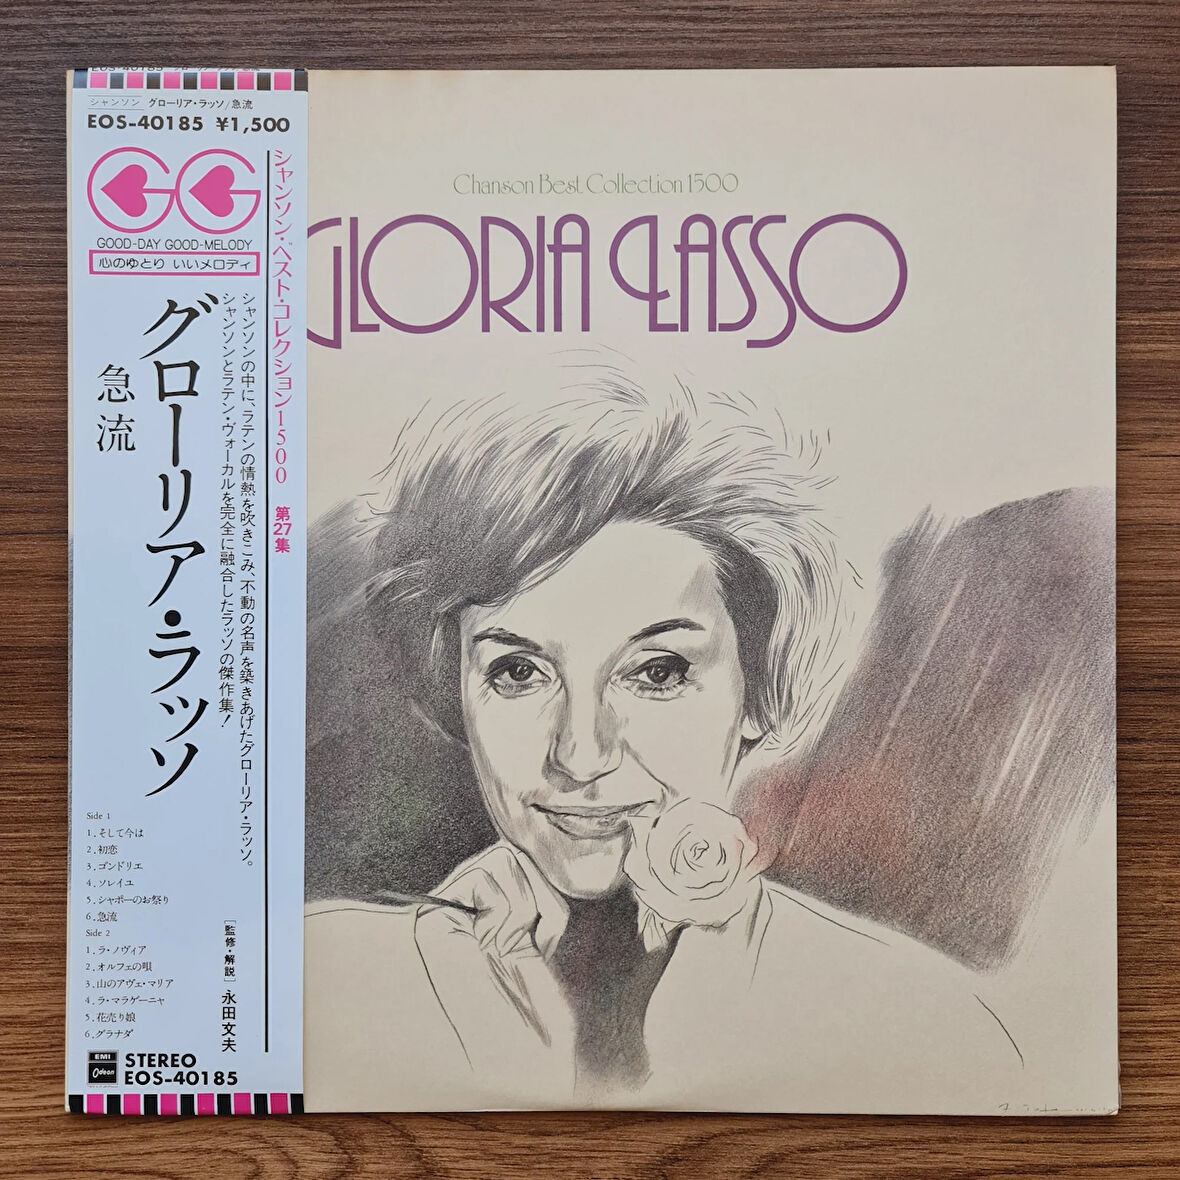 EOS-40185 グローリア・ラッソ/急流
シャンソン グローリア・ラッソ/急流
EOS-40185 ¥1,500
GG
GOOD-DAY GOOD-MELODY
心のゆとり いいメロディ
シャンソン・ベスト・コレクション1500 第27集
シャンソンの中に、ラテンの情熱を吹きこみ、不動の名声を築きあげたグローリア・ラッソ。
シャンソンとラテン・ヴォーカルを完全に融合したラッソの傑作集!
グローリア・ラッソ
急流
[監修・解説] 永田文夫
Side 1
1. そして今は
2. 初恋
3. ゴンドリエ
4. ソレイユ
5. シャポーのお祭り
6. 急流
Side 2
1. ラ・ノヴィア
2. オルフェの唄
3. 山のアヴェ・マリア
4. ラ・マラゲーニャ
5. 花売り娘
6. グラナダ
EMI
Odeon
STEREO
EOS-40185
Chanson Best Collection 1500
GLORIA LASSO